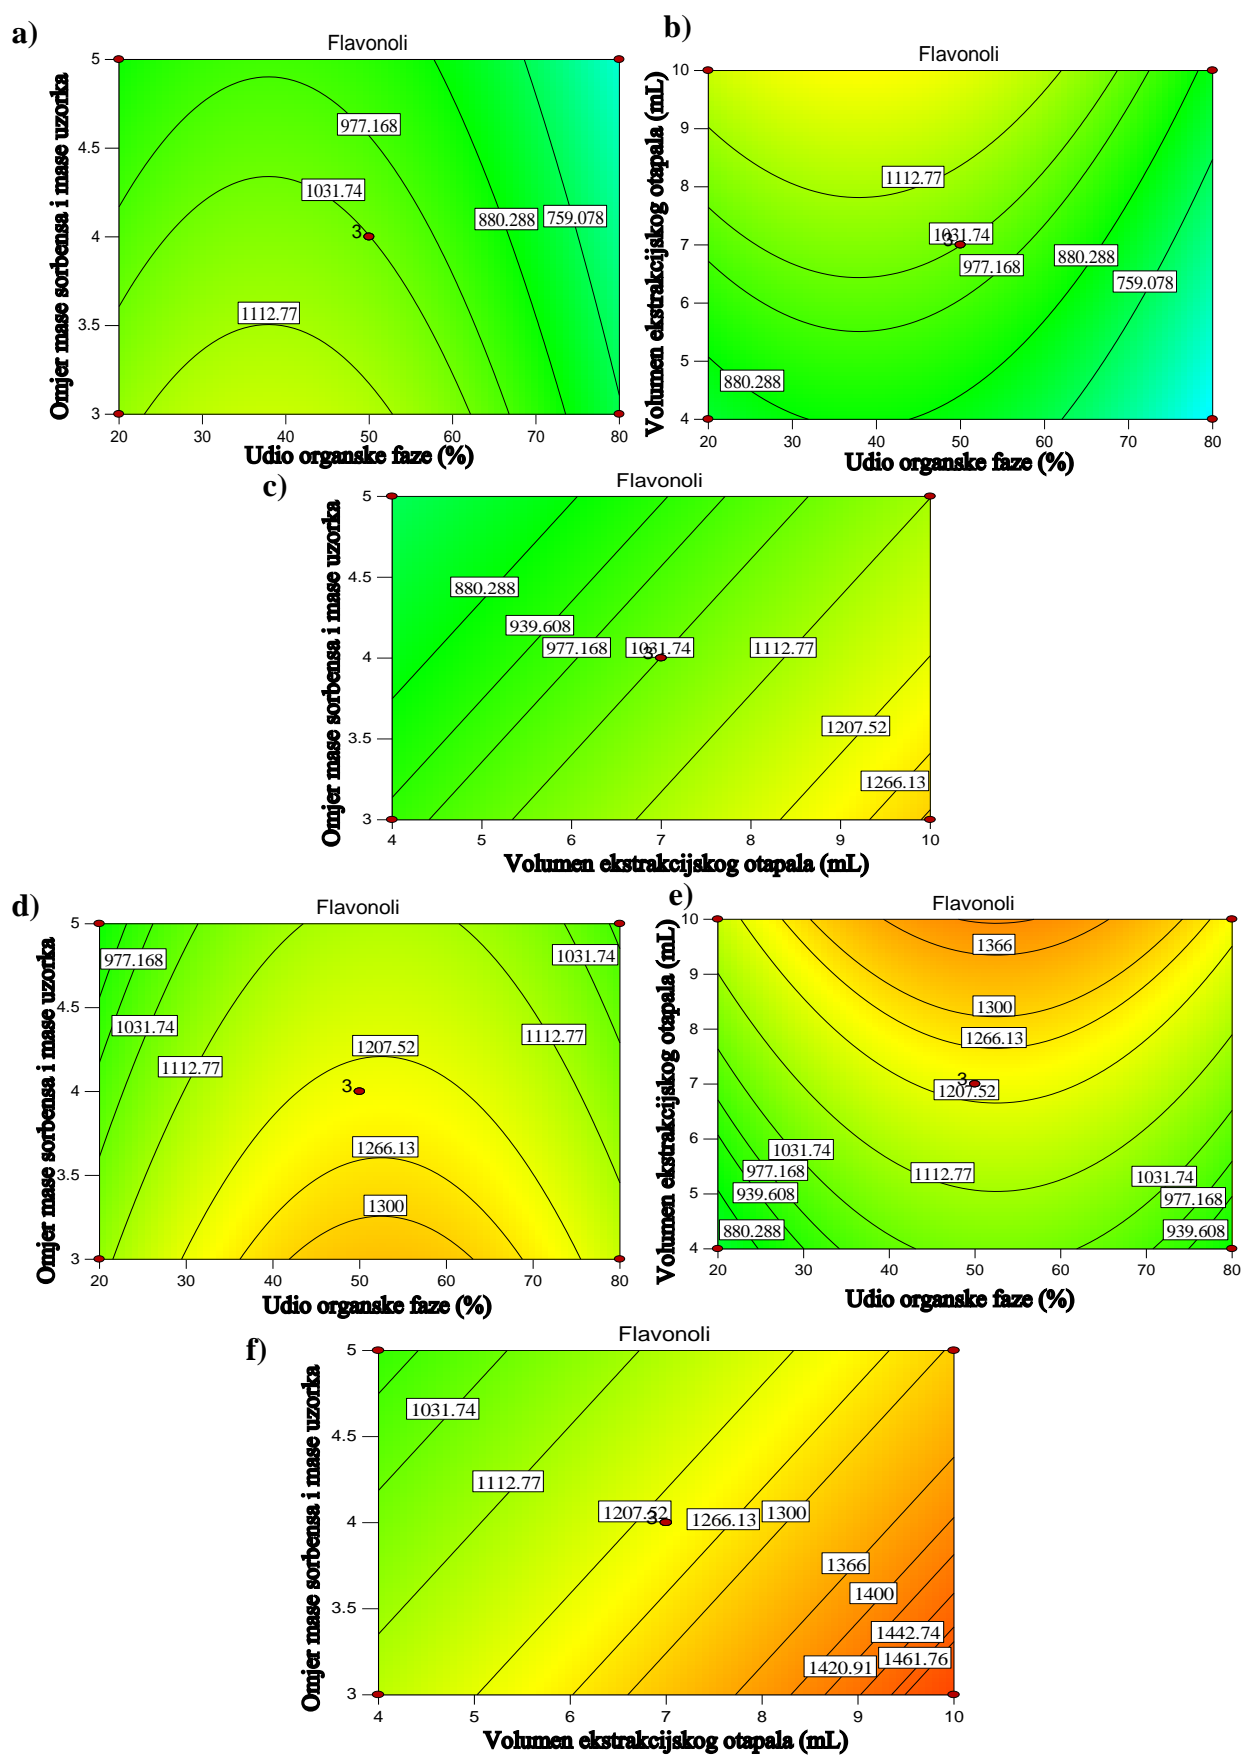 a)
Flavonoli
Omjer mase sorbensa i mase uzorka
5
4.5
4
3.5
3
977.168
1031.74
880.288
759.078
3
1112.77
20 30 40 50 60 70 80
Udio organske faze (%)
b)
Flavonoli
Volumen ekstrakcijskog otapala (mL)
10
9
8
7
6
5
4
1112.77
1031.74
3
977.168
880.288
759.078
880.288
20 30 40 50 60 70 80
Udio organske faze (%)
c)
Flavonoli
Omjer mase sorbensa i mase uzorka
5
4.5
4
3.5
3
880.288
939.608
977.168
1031.74
3
1112.77
1207.52
1266.13
4 5 6 7 8 9 10
Volumen ekstrakcijskog otapala (mL)
d)
Flavonoli
Omjer mase sorbensa i mase uzorka
5
4.5
4
3.5
3
977.168
1031.74
1031.74
1112.77
1112.77
1207.52
3
1266.13
1300
20 30 40 50 60 70 80
Udio organske faze (%)
e)
Flavonoli
Volumen ekstrakcijskog otapala (mL)
10
9
8
7
6
5
4
1366
1300
1266.13
3
1207.52
1031.74
977.168
939.608
880.288
1112.77
1031.74
977.168
939.608
20 30 40 50 60 70 80
Udio organske faze (%)
f)
Flavonoli
Omjer mase sorbensa i mase uzorka
5
4.5
4
3.5
3
1031.74
1112.77
1207.52
3
1266.13
1300
1366
1400
1442.74
1461.76
1420.91
4 5 6 7 8 9 10
Volumen ekstrakcijskog otapala (mL)